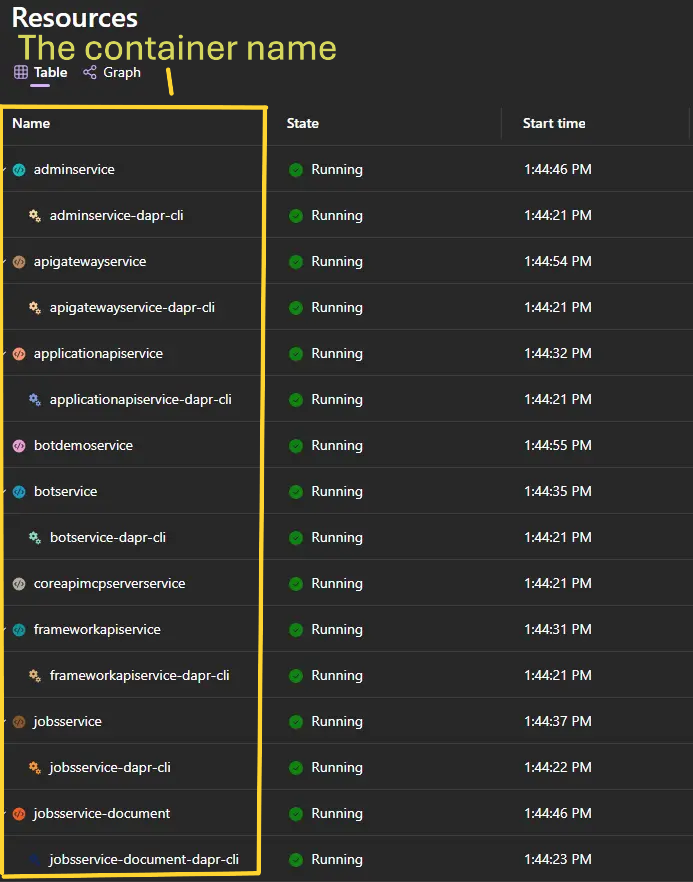 Resources
The container name
Table Graph
Name State Start time
adminservice Running 1:44:46 PM
adminservice-dapr-cli Running 1:44:21 PM
apigatewayservice Running 1:44:54 PM
apigatewayservice-dapr-cli Running 1:44:21 PM
applicationapiservice Running 1:44:32 PM
applicationapiservice-dapr-cli Running 1:44:21 PM
botdemoservice Running 1:44:55 PM
botservice Running 1:44:35 PM
botservice-dapr-cli Running 1:44:21 PM
coreapimcpserverservice Running 1:44:21 PM
frameworkapiservice Running 1:44:31 PM
frameworkapiservice-dapr-cli Running 1:44:21 PM
jobsservice Running 1:44:37 PM
jobsservice-dapr-cli Running 1:44:22 PM
jobsservice-document Running 1:44:46 PM
jobsservice-document-dapr-cli Running 1:44:23 PM